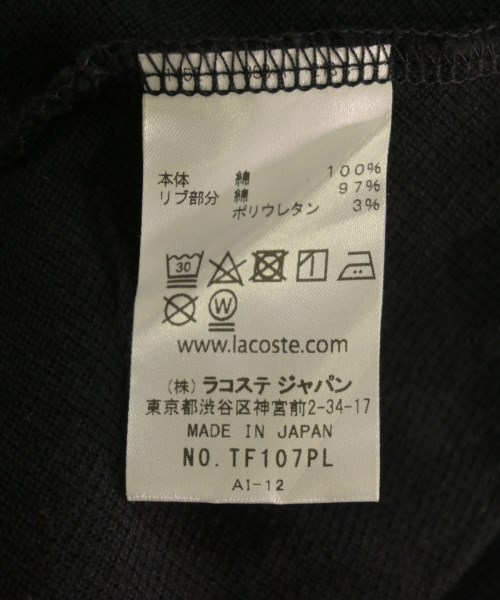 本体 綿 100%
リブ部分 綿 97%
ポリウレタン 3%
30
W
www.lacoste.com
(株) ラコステ ジャパン
東京都渋谷区神宮前2-34-17
MADE IN JAPAN
NO. TF107PL
AI-12